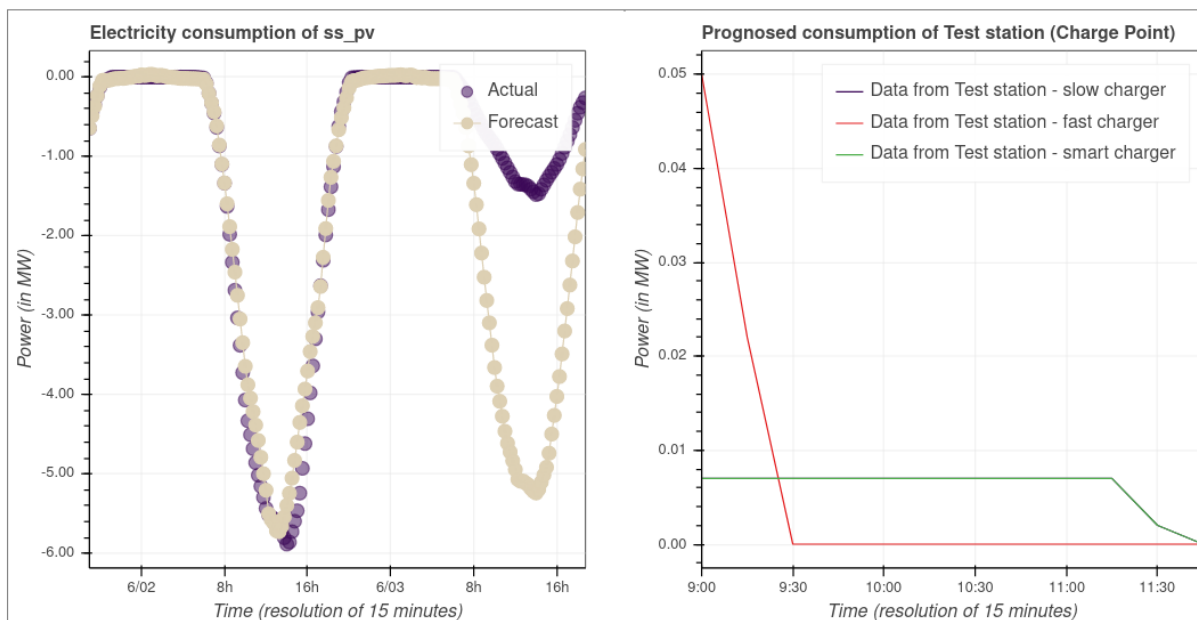 Electricity consumption of ss_pv
Actual
Forecast
0.00
-1.00
-2.00
-3.00
-4.00
-5.00
-6.00
Power (in MW)
6/02
8h
16h
6/03
8h
16h
Time (resolution of 15 minutes)
Prognosed consumption of Test station (Charge Point)
Data from Test station - slow charger
Data from Test station - fast charger
Data from Test station - smart charger
0.05
0.04
0.03
0.02
0.01
0.00
Power (in MW)
9:00
9:30
10:00
10:30
11:00
11:30
Time (resolution of 15 minutes)